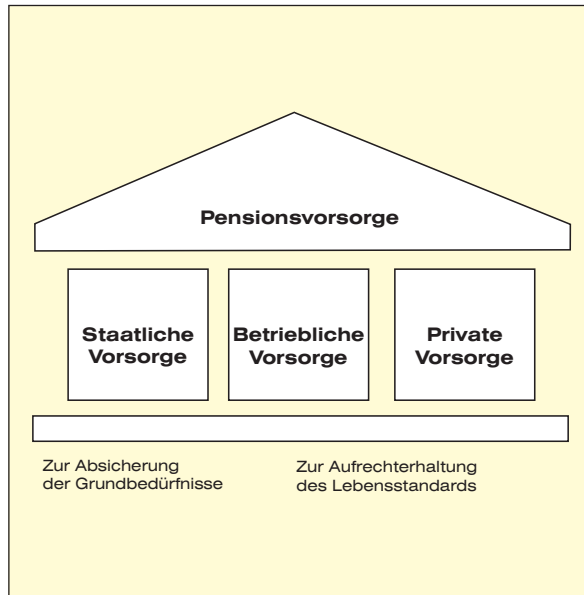 Pensionsvorsorge
Staatliche
Vorsorge
Betriebliche
Vorsorge
Private
Vorsorge
Zur Absicherung
der Grundbedürfnisse
Zur Aufrechterhaltung
des Lebensstandards